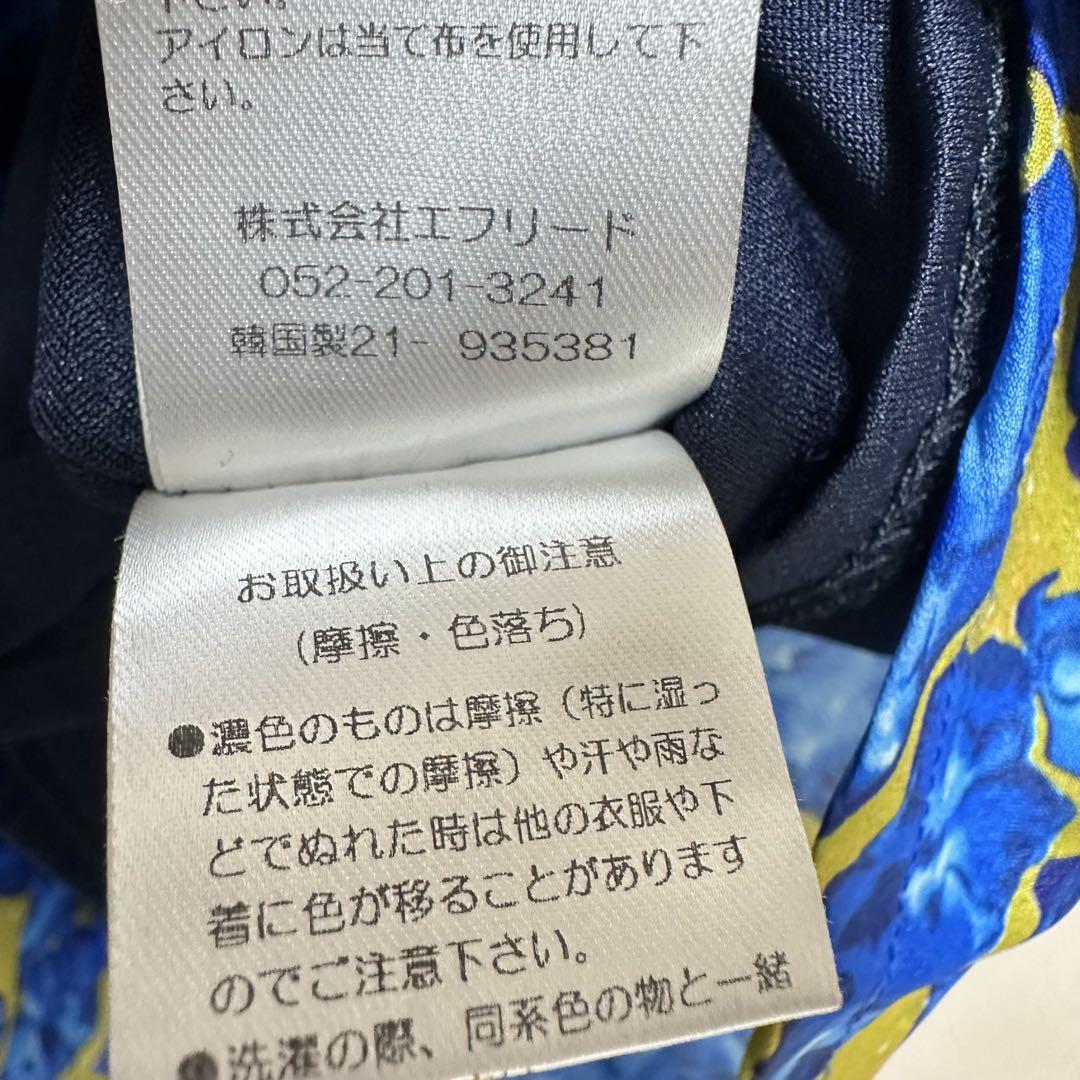 下さい。
アイロンは当て布を使用して下
さい。
株式会社エフリード
052-201-3241
韓国製21- 935381
お取扱い上の御注意
(摩擦・色落ち)
●濃色のものは摩擦（特に湿っ
た状態での摩擦）や汗や雨な
どでぬれた時は他の衣服や下
着に色が移ることがあります
のでご注意下さい。
●洗濯の際、同系色の物と一緒